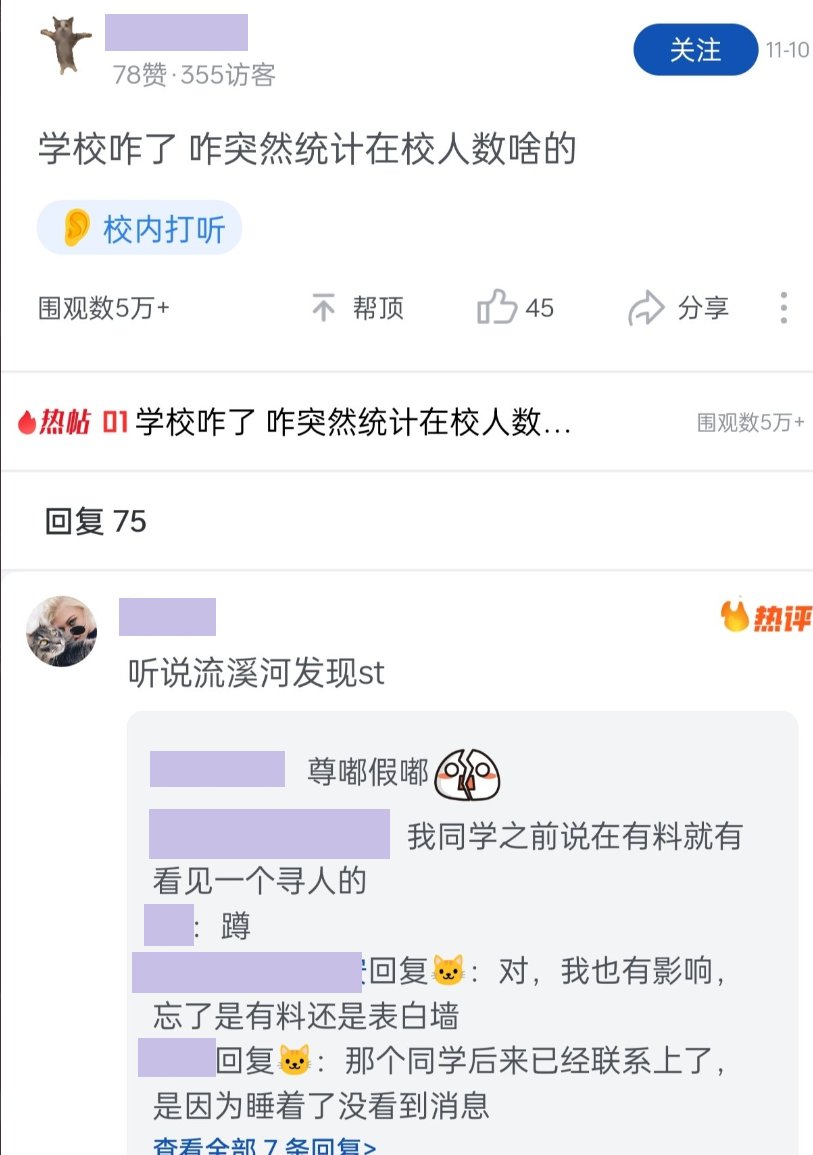 78赞·355访客
关注
11-10
学校咋了 咋突然统计在校人数啥的
校内打听
围观数5万+
帮顶
45
分享
热帖 01 学校咋了 咋突然统计在校人数...
围观数5万+
回复 75
热评
听说流溪河发现st
尊嘟假嘟
我同学之前说在有料就有
看见一个寻人的
：蹲
回复：对，我也有影响，
忘了是有料还是表白墙
回复：那个同学后来已经联系上了，
是因为睡着了没看到消息
查看全部 7 条回复>